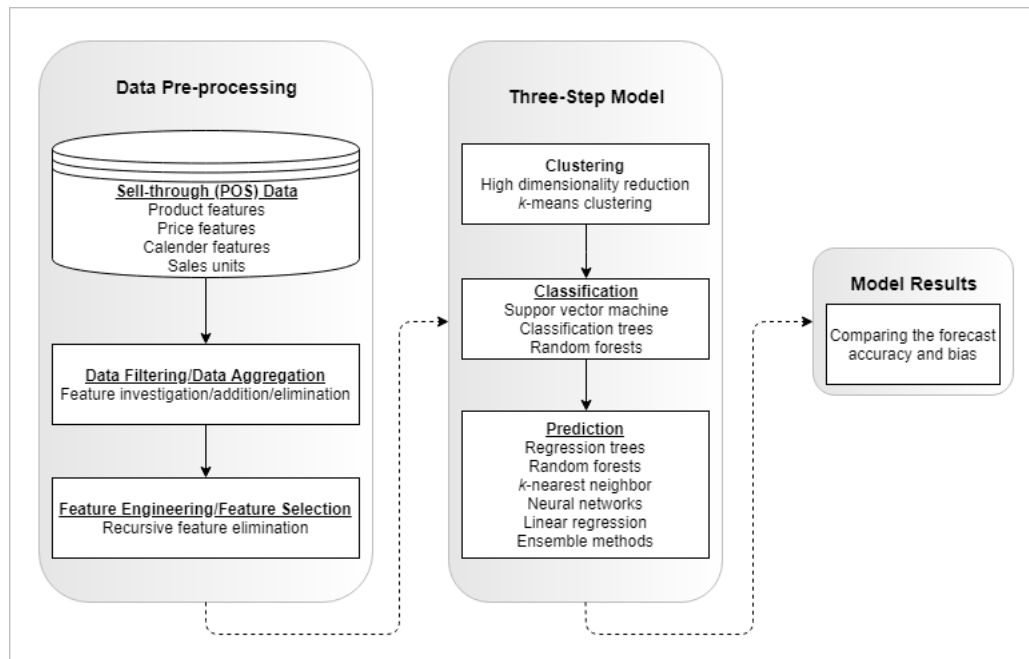 Data Pre-processing
Sell-through (POS) Data
Product features
Price features
Calender features
Sales units
Data Filtering/Data Aggregation
Feature investigation/addition/elimination
Feature Engineering/Feature Selection
Recursive feature elimination
Three-Step Model
Clustering
High dimensionality reduction
k-means clustering
Classification
Suppor vector machine
Classification trees
Random forests
Prediction
Regression trees
Random forests
k-nearest neighbor
Neural networks
Linear regression
Ensemble methods
Model Results
Comparing the forecast
accuracy and bias